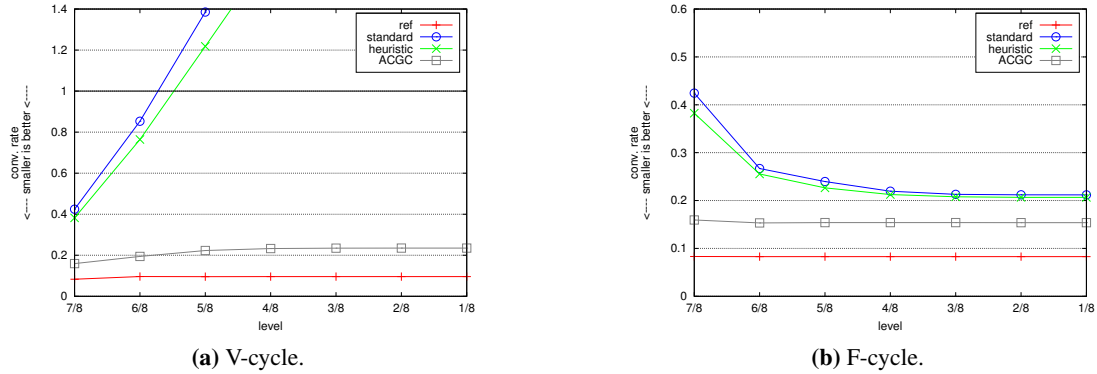 1.4
1.2
1
0.8
0.6
0.4
0.2
0
conv. rate
<---- smaller is better <----
ref
standard
heuristic
ACGC
7/8
6/8
5/8
4/8
3/8
2/8
1/8
level
(a) V-cycle.
0.6
0.5
0.4
0.3
0.2
0.1
0
conv. rate
<---- smaller is better <----
ref
standard
heuristic
ACGC
7/8
6/8
5/8
4/8
3/8
2/8
1/8
level
(b) F-cycle.